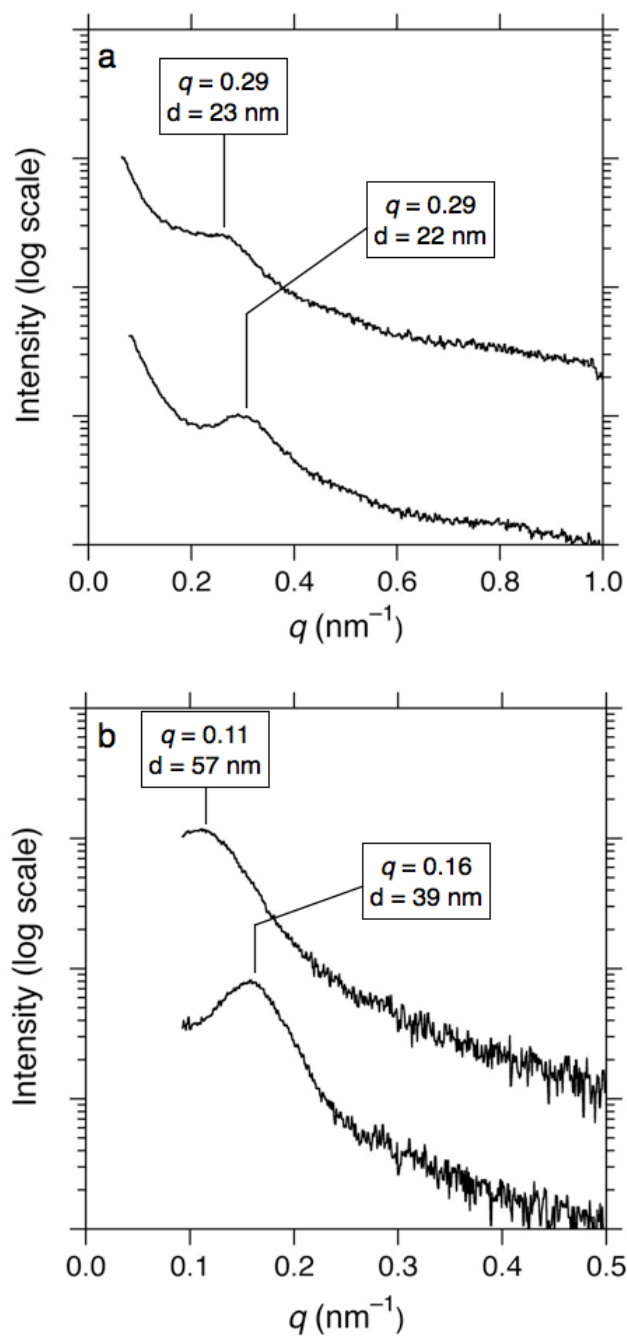 a
q = 0.29
d = 23 nm
q = 0.29
d = 22 nm
Intensity (log scale)
0.0 0.2 0.4 0.6 0.8 1.0
q (nm⁻¹)
b
q = 0.11
d = 57 nm
q = 0.16
d = 39 nm
Intensity (log scale)
0.0 0.1 0.2 0.3 0.4 0.5
q (nm⁻¹)